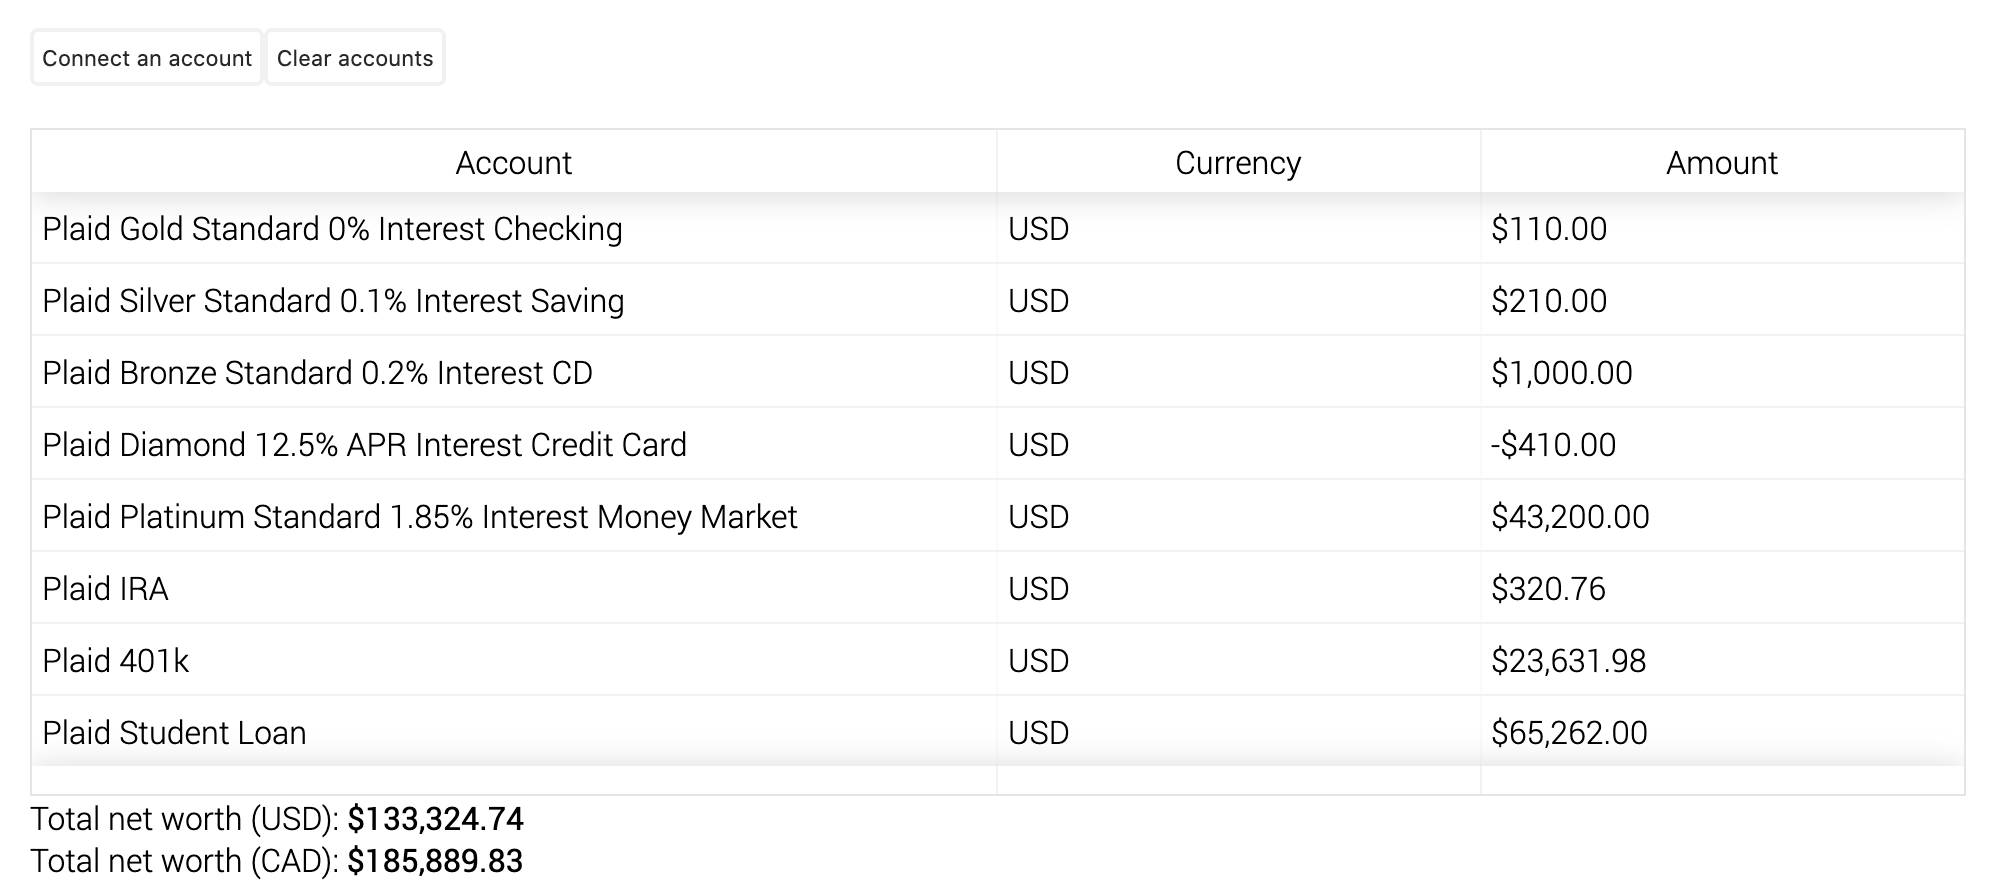 Connect an account Clear accounts
Account Currency Amount
Plaid Gold Standard 0% Interest Checking USD $110.00
Plaid Silver Standard 0.1% Interest Saving USD $210.00
Plaid Bronze Standard 0.2% Interest CD USD $1,000.00
Plaid Diamond 12.5% APR Interest Credit Card USD -$410.00
Plaid Platinum Standard 1.85% Interest Money Market USD $43,200.00
Plaid IRA USD $320.76
Plaid 401k USD $23,631.98
Plaid Student Loan USD $65,262.00
Total net worth (USD): $133,324.74
Total net worth (CAD): $185,889.83